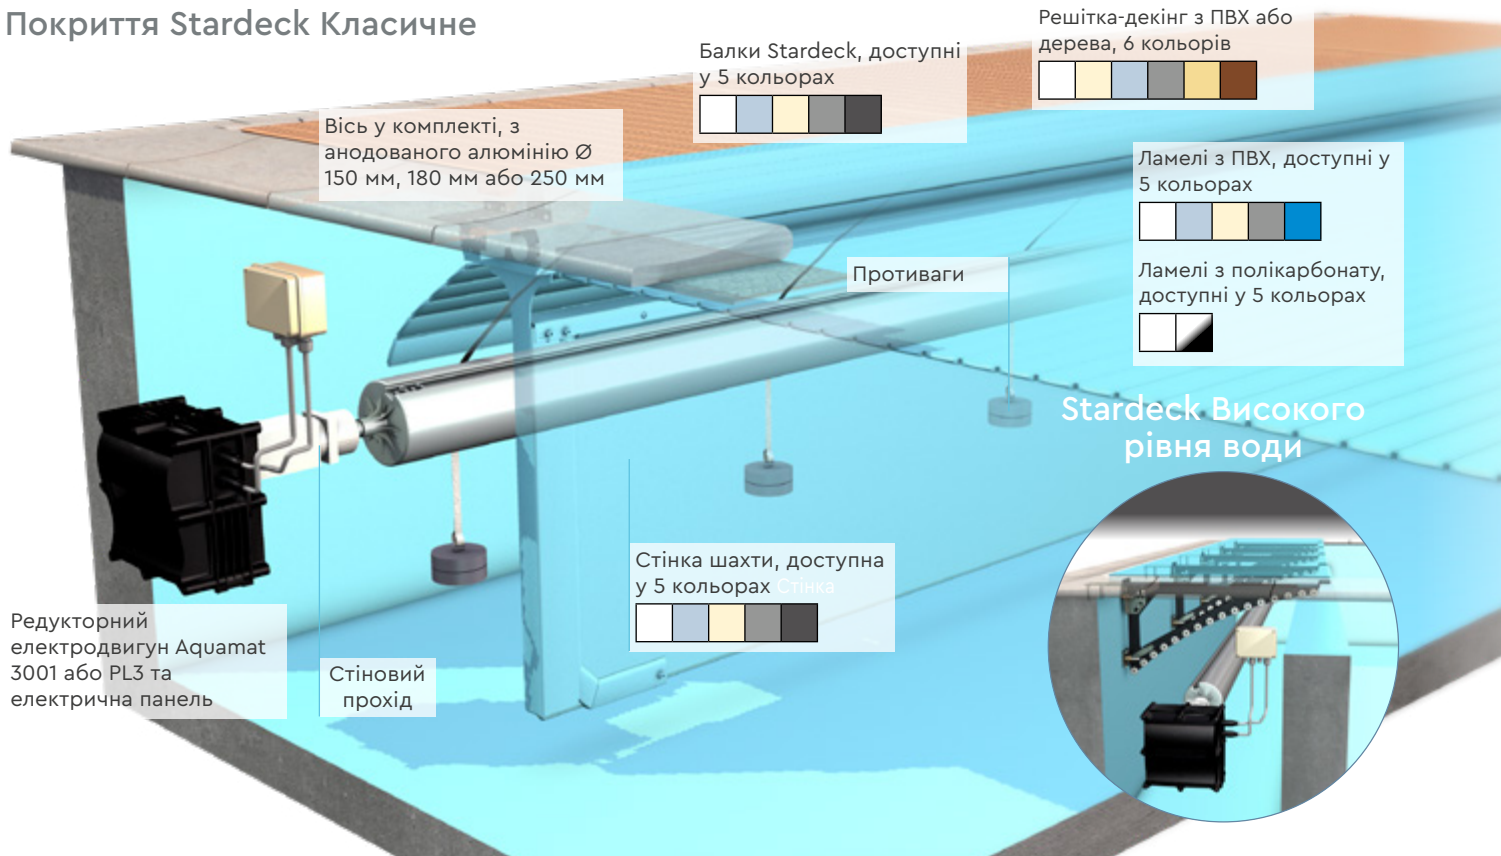 Покриття Stardeck Класичне
Решітка-декінг з ПВХ або
дерева, 6 кольорів
Балки Stardeck, доступні
у 5 кольорах
Вісь у комплекті, з
анодованого алюмінію Ø
150 мм, 180 мм або 250 мм
Ламелі з ПВХ, доступні у
5 кольорах
Противаги
Ламелі з полікарбонату,
доступні у 5 кольорах
Stardeck Високого
рівня води
Стінка шахти, доступна
у 5 кольорах Стінка
Редукторний
електродвигун Aquamat
3001 або PL3 та
електрична панель
Стіновий
прохід